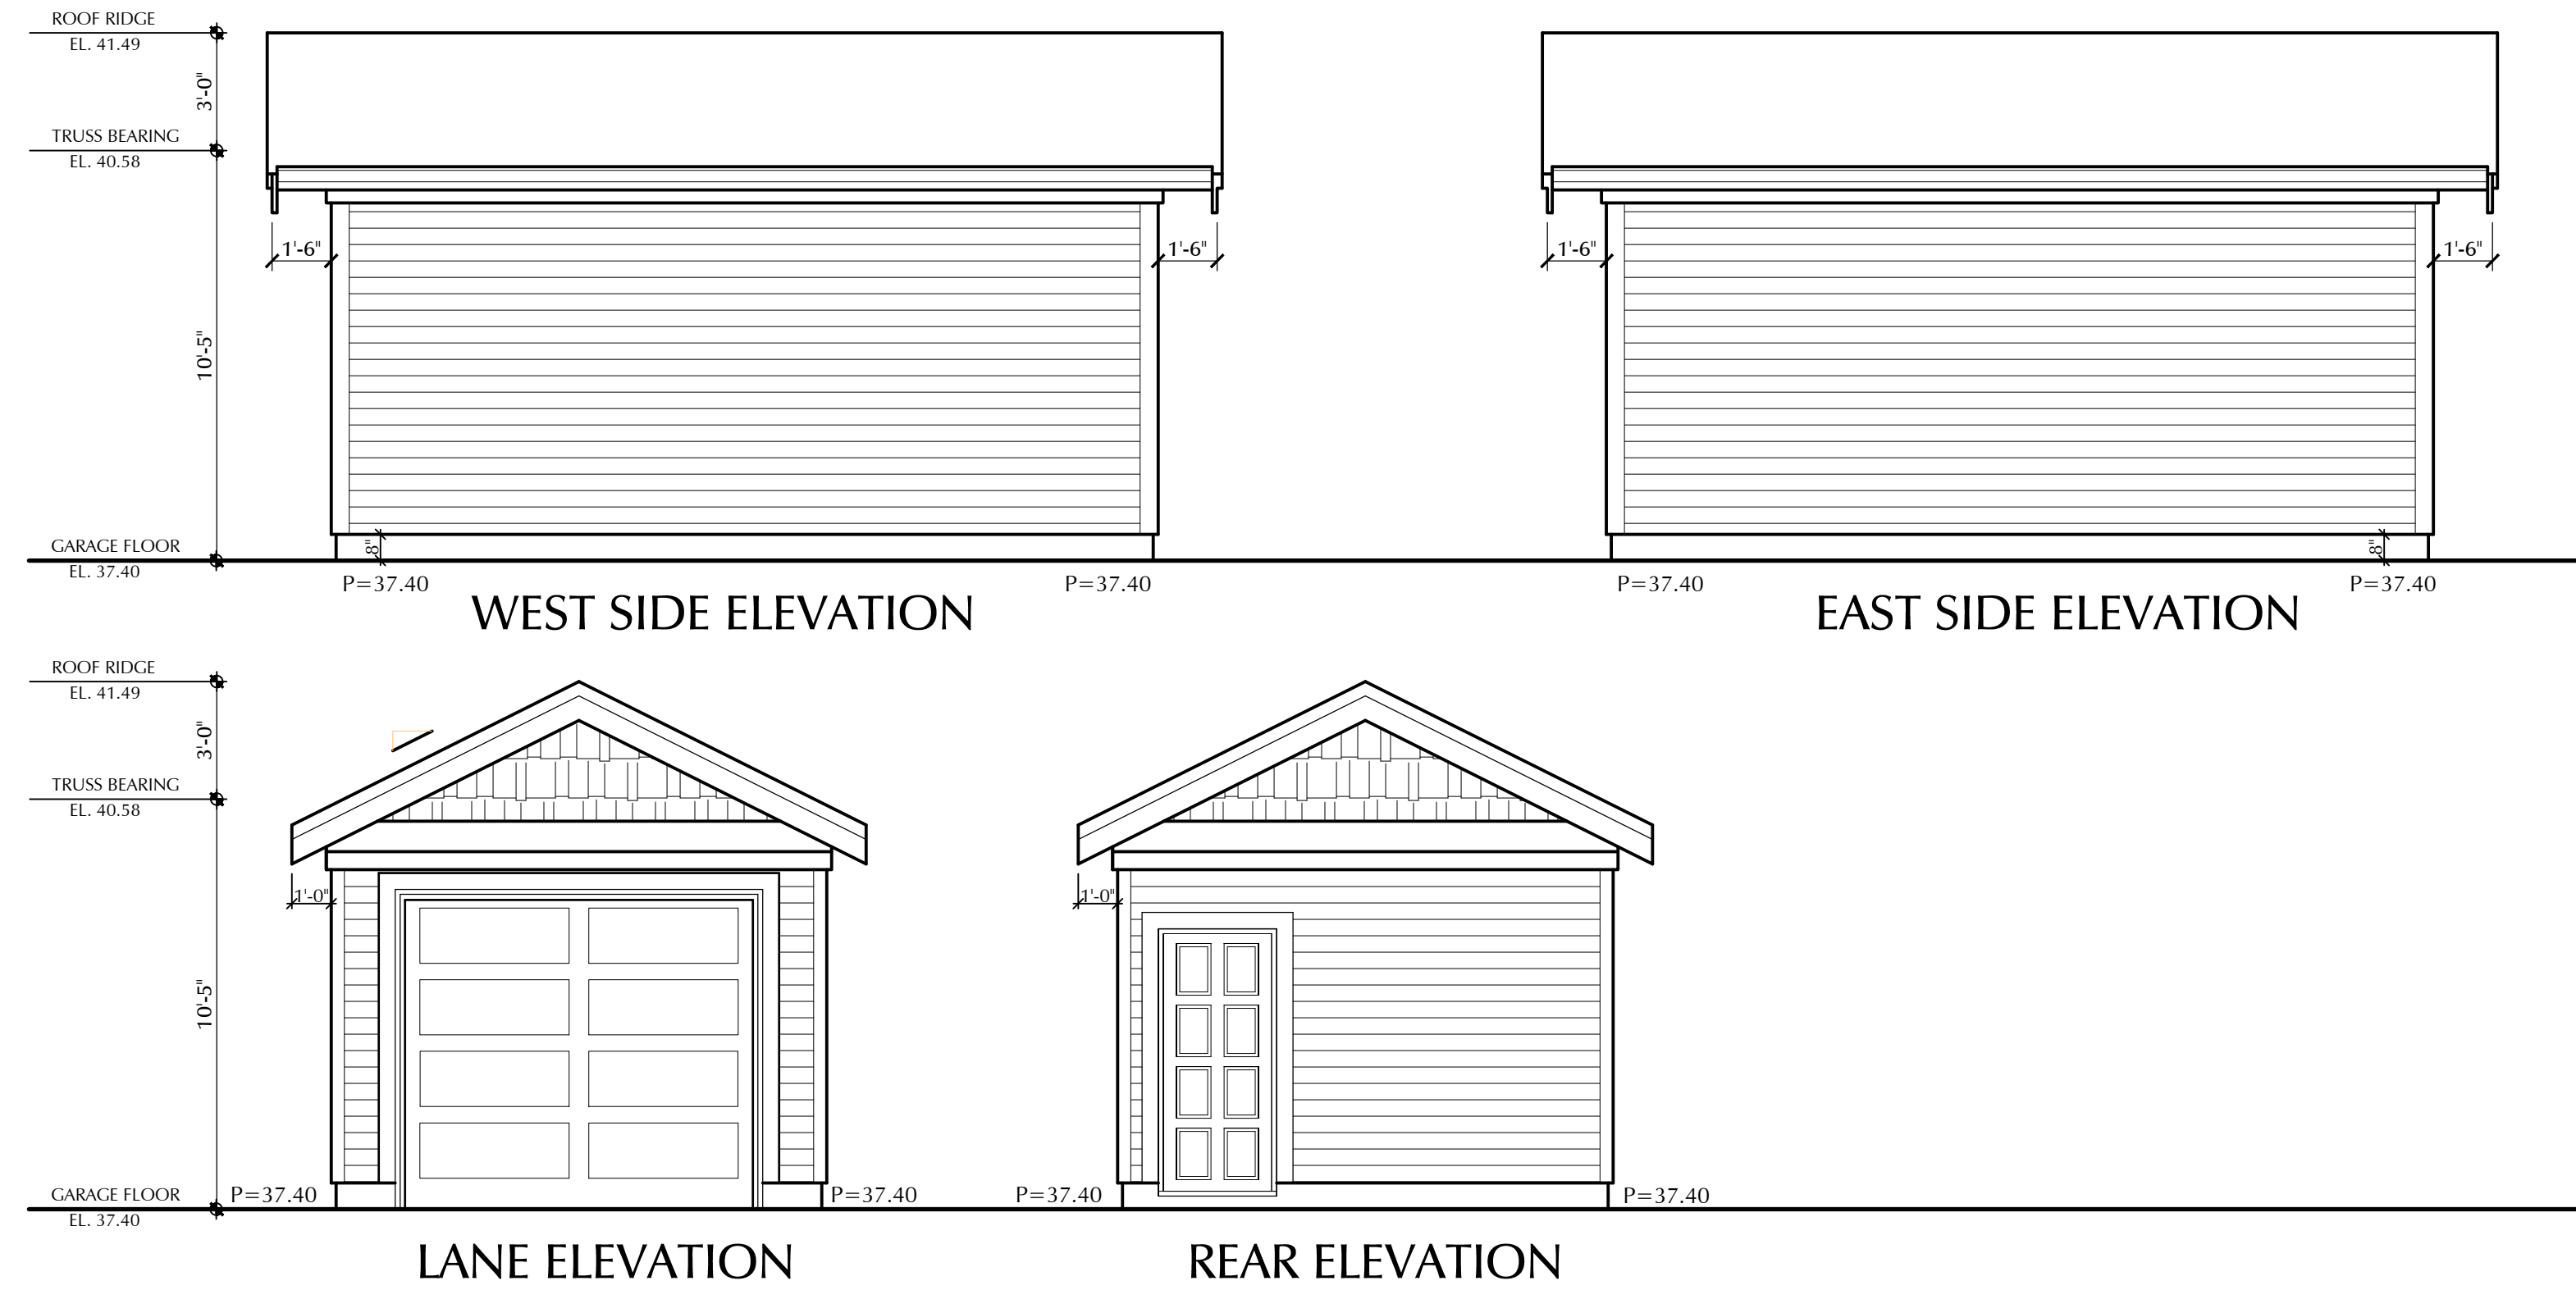 ROOF RIDGE
EL. 41.49
3'-0"
TRUSS BEARING
EL. 40.58
10'-5"
GARAGE FLOOR
EL. 37.40
1'-6"
1'-6"
8"
P=37.40
P=37.40
WEST SIDE ELEVATION
1'-6"
1'-6"
8"
P=37.40
P=37.40
EAST SIDE ELEVATION
ROOF RIDGE
EL. 41.49
3'-0"
TRUSS BEARING
EL. 40.58
10'-5"
GARAGE FLOOR
EL. 37.40
1'-0"
P=37.40
P=37.40
LANE ELEVATION
1'-0"
P=37.40
P=37.40
REAR ELEVATION